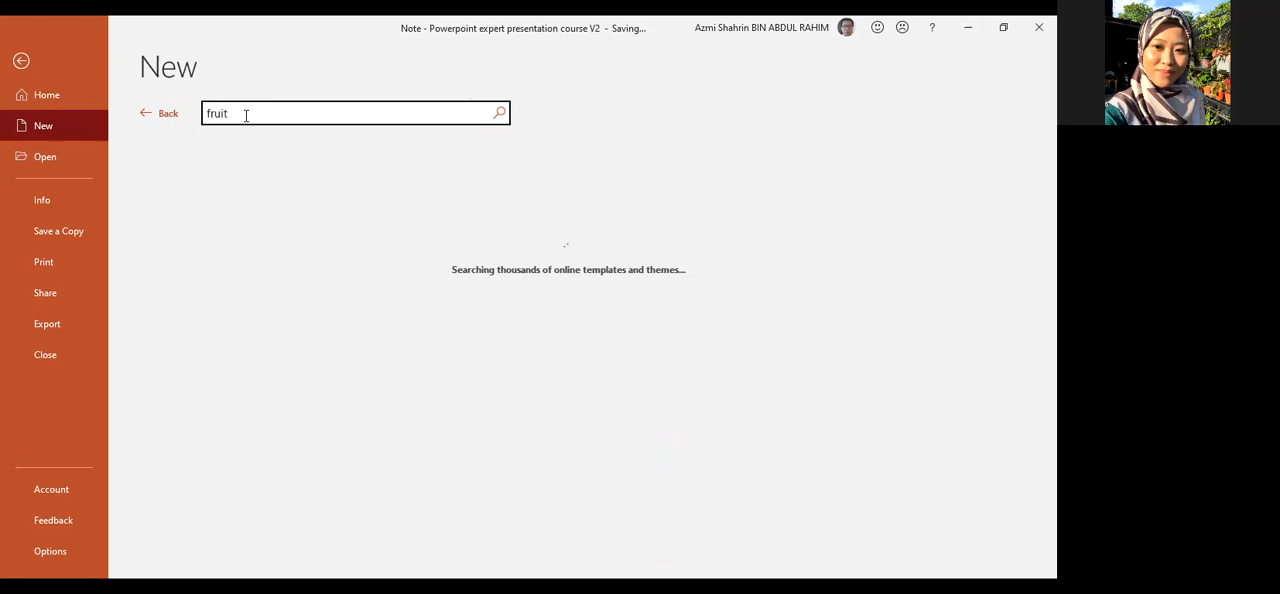 Note - Powerpoint expert presentation course V2 - Saving...
Azmi Shahrin BIN ABDUL RAHIM
?
New
Home
Back
fruit
New
Open
Info
Save a Copy
Print
Share
Export
Close
Searching thousands of online templates and themes...
Account
Feedback
Options